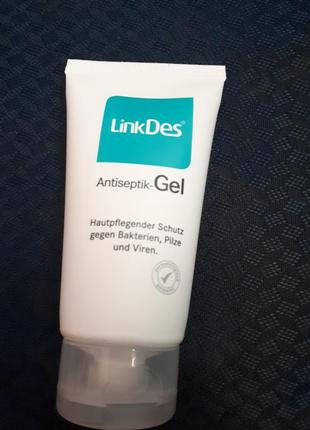 LinkDes®
Antiseptik-Gel
Hautpflegender Schutz
gegen Bakterien, Pilze
und Viren.